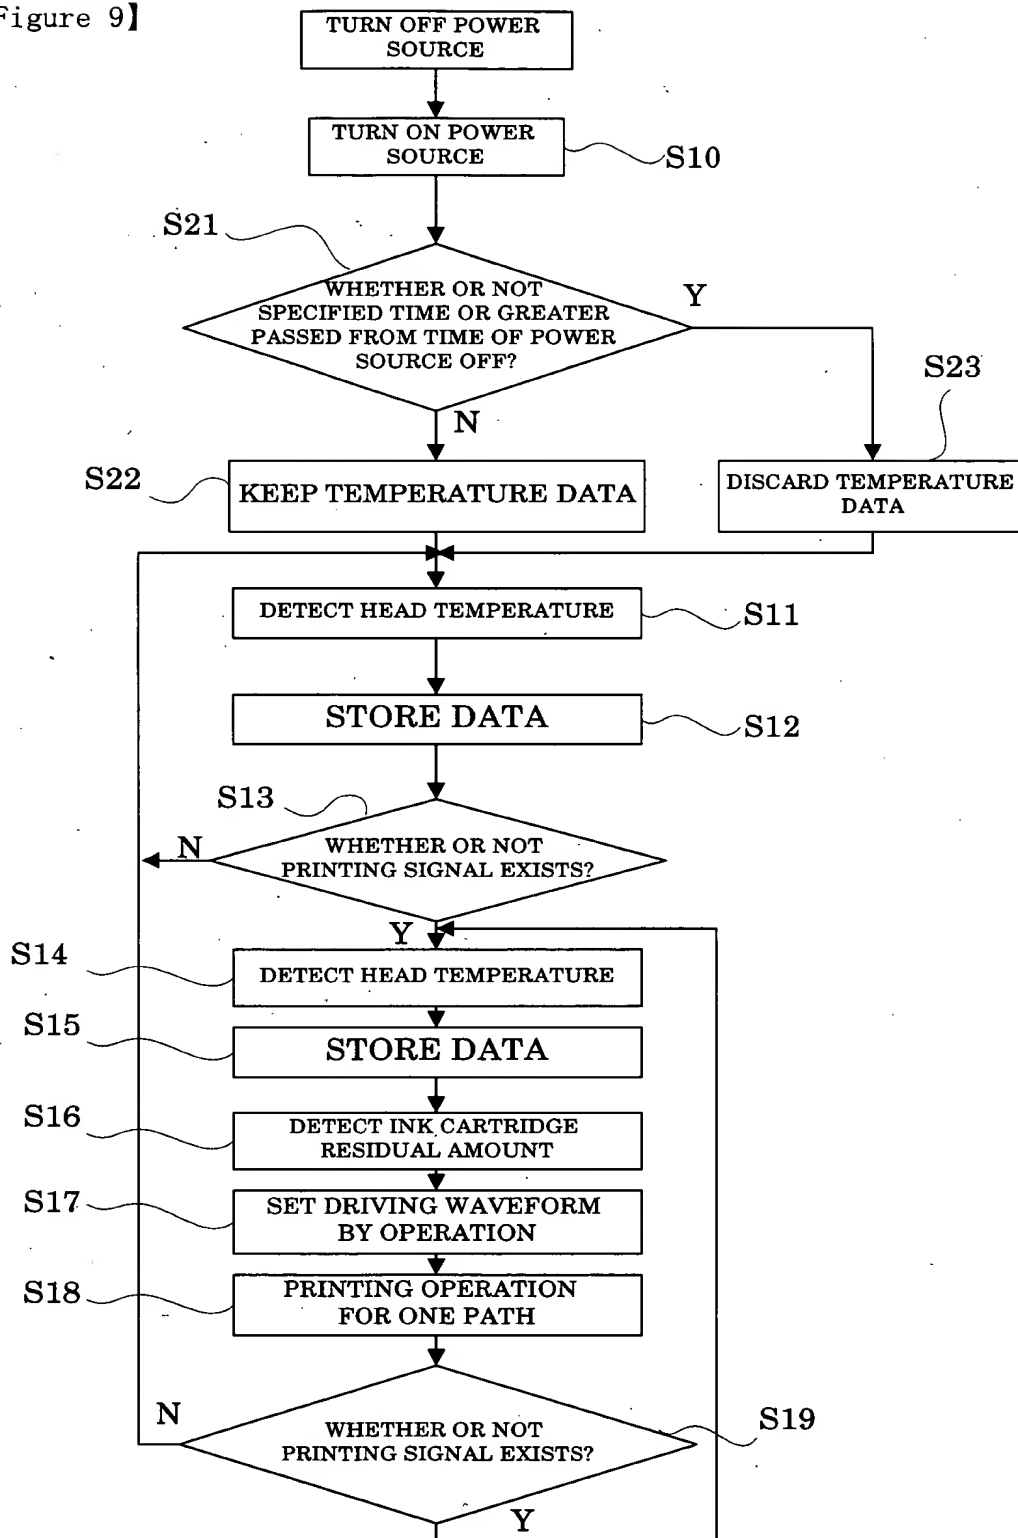 Figure 9】
TURN OFF POWER
SOURCE
TURN ON POWER
SOURCE
S10
S21
WHETHER OR NOT
SPECIFIED TIME OR GREATER
PASSED FROM TIME OF POWER
SOURCE OFF?
Y
N
S23
S22
KEEP TEMPERATURE DATA
DISCARD TEMPERATURE
DATA
DETECT HEAD TEMPERATURE
S11
STORE DATA
S12
S13
WHETHER OR NOT
PRINTING SIGNAL EXISTS?
N
Y
S14
DETECT HEAD TEMPERATURE
S15
STORE DATA
S16
DETECT INK CARTRIDGE
RESIDUAL AMOUNT
S17
SET DRIVING WAVEFORM
BY OPERATION
S18
PRINTING OPERATION
FOR ONE PATH
N
WHETHER OR NOT
PRINTING SIGNAL EXISTS?
S19
Y